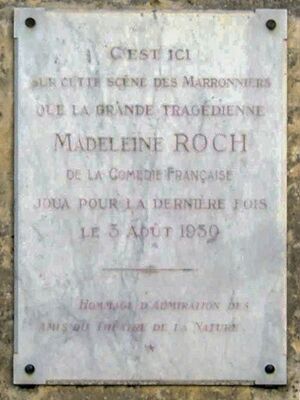 C'EST ICI
SUR CETTE SCÈNE DES MARRONNIERS
QUE LA GRANDE TRAGÉDIENNE
MADELEINE ROCH
DE LA COMÉDIE FRANÇAISE
JOUA POUR LA DERNIÈRE FOIS
LE 3 AOÛT 1930
HOMMAGE D'ADMIRATION DES
AMIS DU THÉÂTRE DE LA NATURE